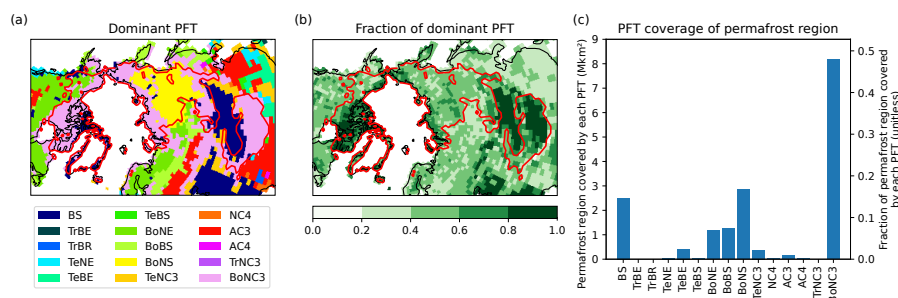 (a) Dominant PFT
(b) Fraction of dominant PFT
(c) PFT coverage of permafrost region
BS
TrBE
TrBR
TeNE
TeBE
TeBS
BoNE
BoBS
BoNS
TeNC3
NC4
AC3
AC4
TrNC3
BoNC3
0.0 0.2 0.4 0.6 0.8 1.0
Permafrost region covered by each PFT (Mkm²)
9
8
7
6
5
4
3
2
1
0
BS TrBE TrBR TeNE TeBE TeBS BoNE BoBS BoNS TeNC3 NC4 AC3 AC4 TrNC3 BoNC3
0.5
0.4
0.3
0.2
0.1
0.0
Fraction of permafrost region covered
by each PFT (unitless)